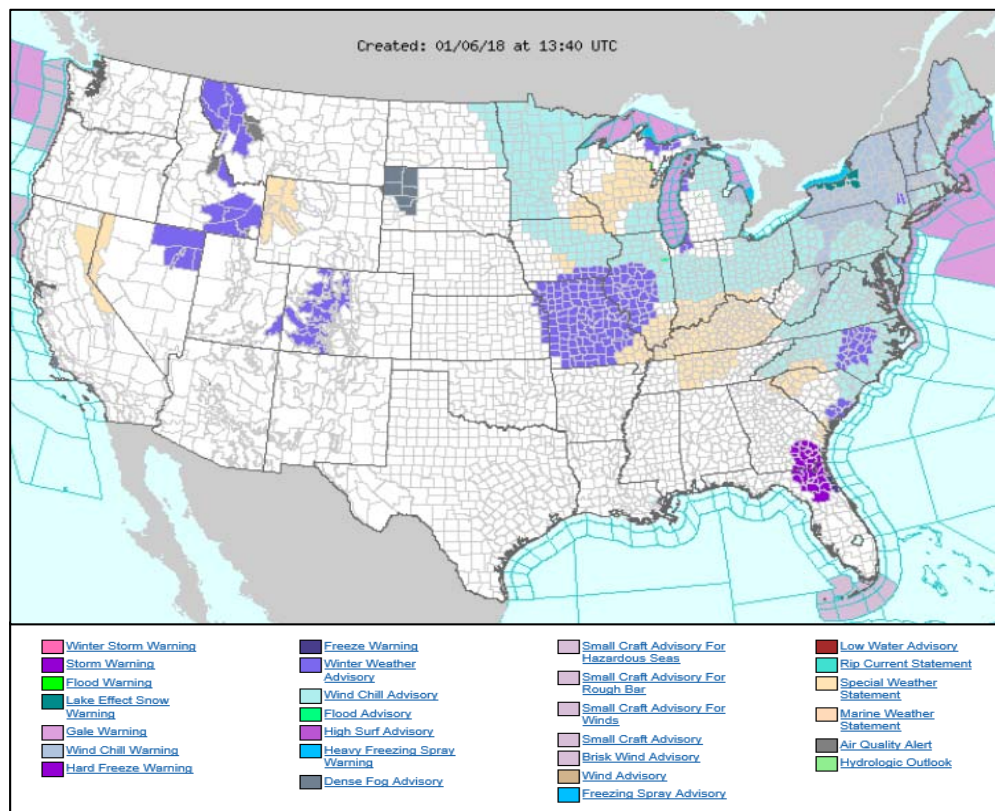 Created: 01/06/18 at 13:40 UTC
Winter Storm Warning
Storm Warning
Flood Warning
Lake Effect Snow
Warning
Gale Warning
Wind Chill Warning
Hard Freeze Warning
Freeze Warning
Winter Weather
Advisory
Wind Chill Advisory
Flood Advisory
High Surf Advisory
Heavy Freezing Spray
Warning
Dense Fog Advisory
Small Craft Advisory For
Hazardous Seas
Small Craft Advisory For
Rough Bar
Small Craft Advisory For
Winds
Small Craft Advisory
Brisk Wind Advisory
Wind Advisory
Freezing Spray Advisory
Low Water Advisory
Rip Current Statement
Special Weather
Statement
Marine Weather
Statement
Air Quality Alert
Hydrologic Outlook